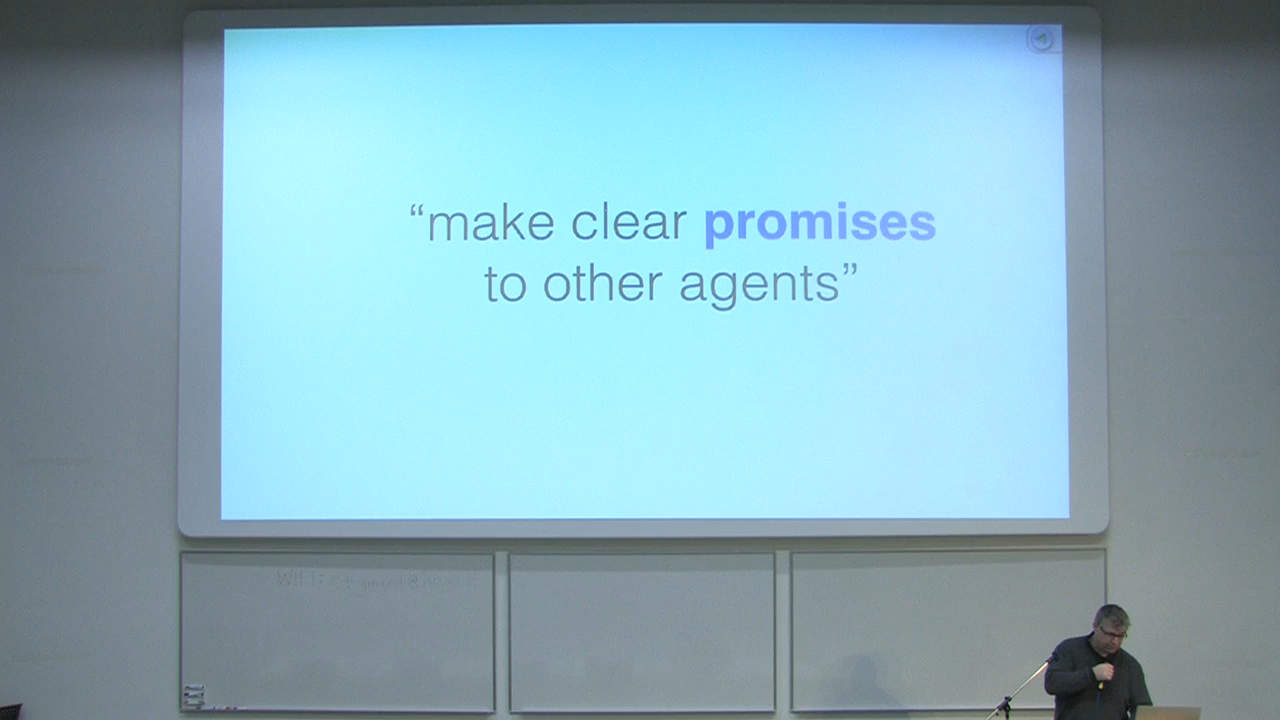 “make clear promises
to other agents”